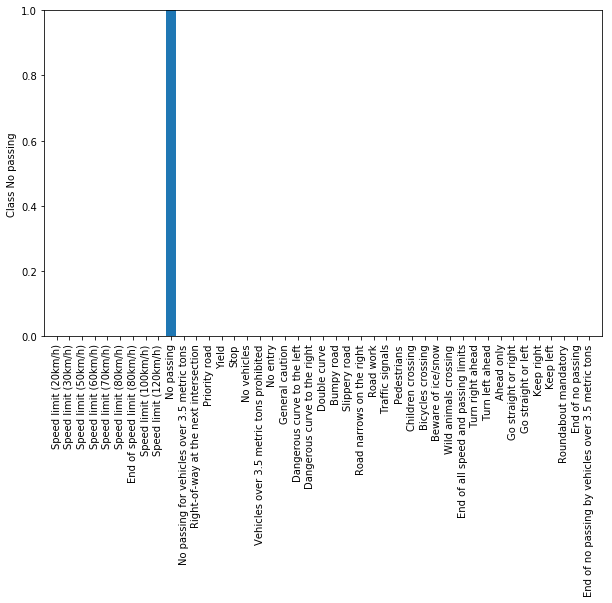 1.0
0.8
0.6
0.4
0.2
0.0
Class No passing
Speed limit (20km/h)
Speed limit (30km/h)
Speed limit (50km/h)
Speed limit (60km/h)
Speed limit (70km/h)
Speed limit (80km/h)
End of speed limit (80km/h)
Speed limit (100km/h)
Speed limit (120km/h)
No passing
No passing for vehicles over 3.5 metric tons
Right-of-way at the next intersection
Priority road
Yield
Stop
No vehicles
Vehicles over 3.5 metric tons prohibited
No entry
General caution
Dangerous curve to the left
Dangerous curve to the right
Double curve
Bumpy road
Slippery road
Road narrows on the right
Road work
Traffic signals
Pedestrians
Children crossing
Bicycles crossing
Beware of ice/snow
Wild animals crossing
End of all speed and passing limits
Turn right ahead
Turn left ahead
Ahead only
Go straight or right
Go straight or left
Keep right
Keep left
Roundabout mandatory
End of no passing
End of no passing by vehicles over 3.5 metric tons